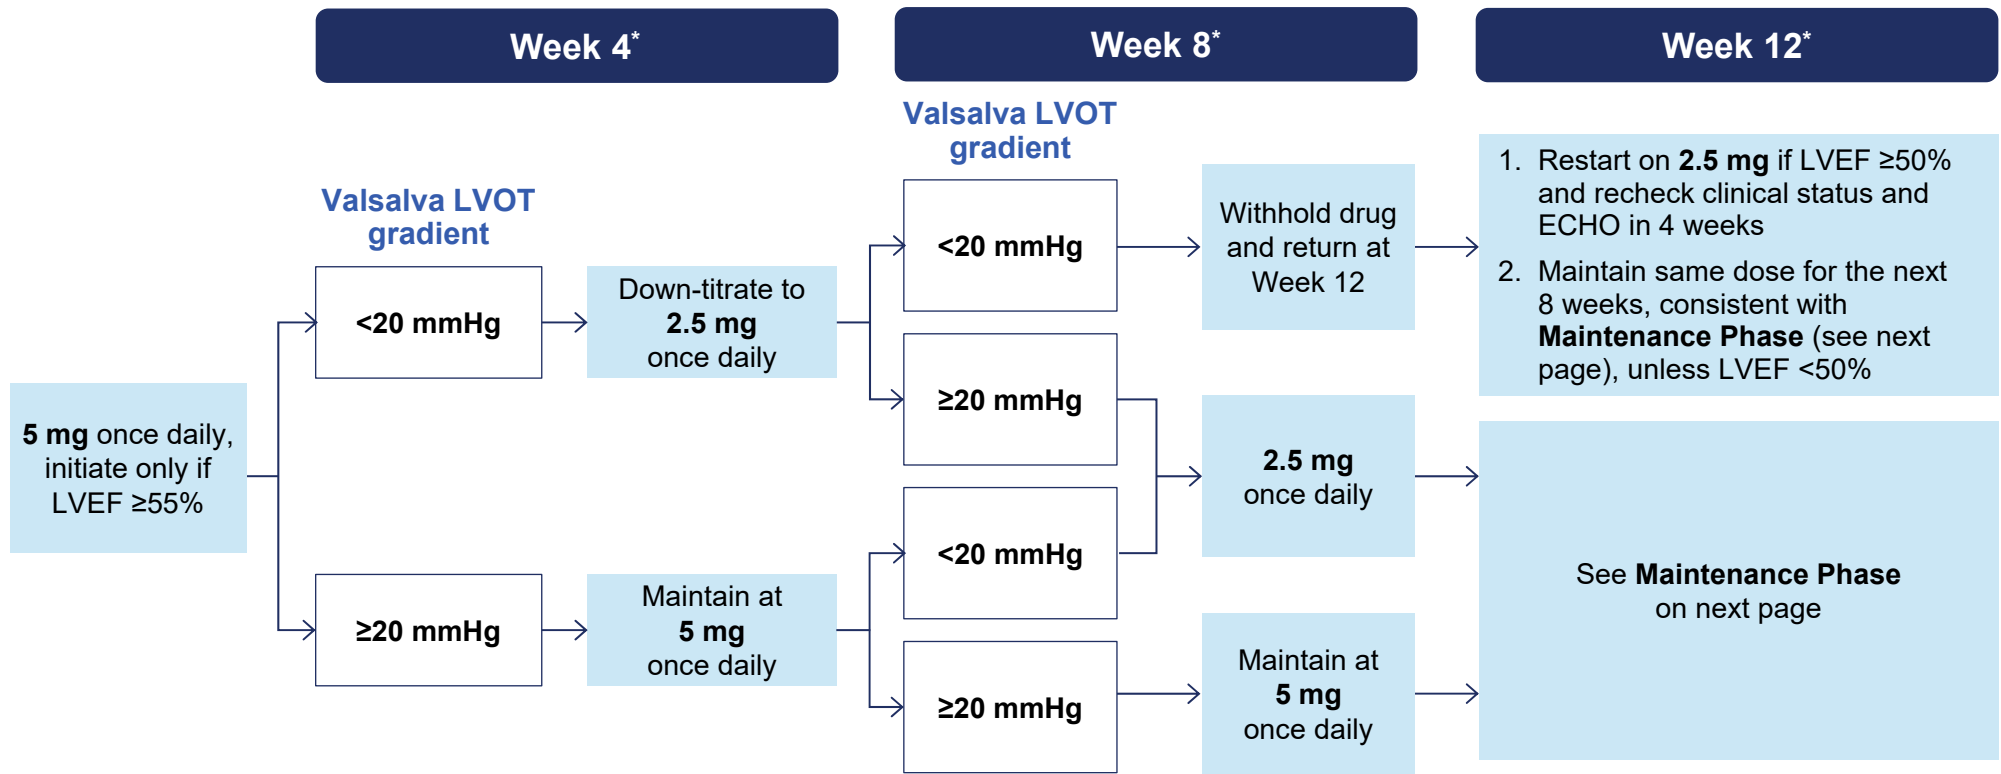 Week 4*
Week 8*
Week 12*
5 mg once daily,
initiate only if
LVEF ≥55%
Valsalva LVOT
gradient
<20 mmHg
Down-titrate to
2.5 mg
once daily
≥20 mmHg
Maintain at
5 mg
once daily
Valsalva LVOT
gradient
<20 mmHg
Withhold drug
and return at
Week 12
≥20 mmHg
2.5 mg
once daily
<20 mmHg
≥20 mmHg
Maintain at
5 mg
once daily
1. Restart on 2.5 mg if LVEF ≥50%
and recheck clinical status and
ECHO in 4 weeks
2. Maintain same dose for the next
8 weeks, consistent with
Maintenance Phase (see next
page), unless LVEF <50%
See Maintenance Phase
on next page